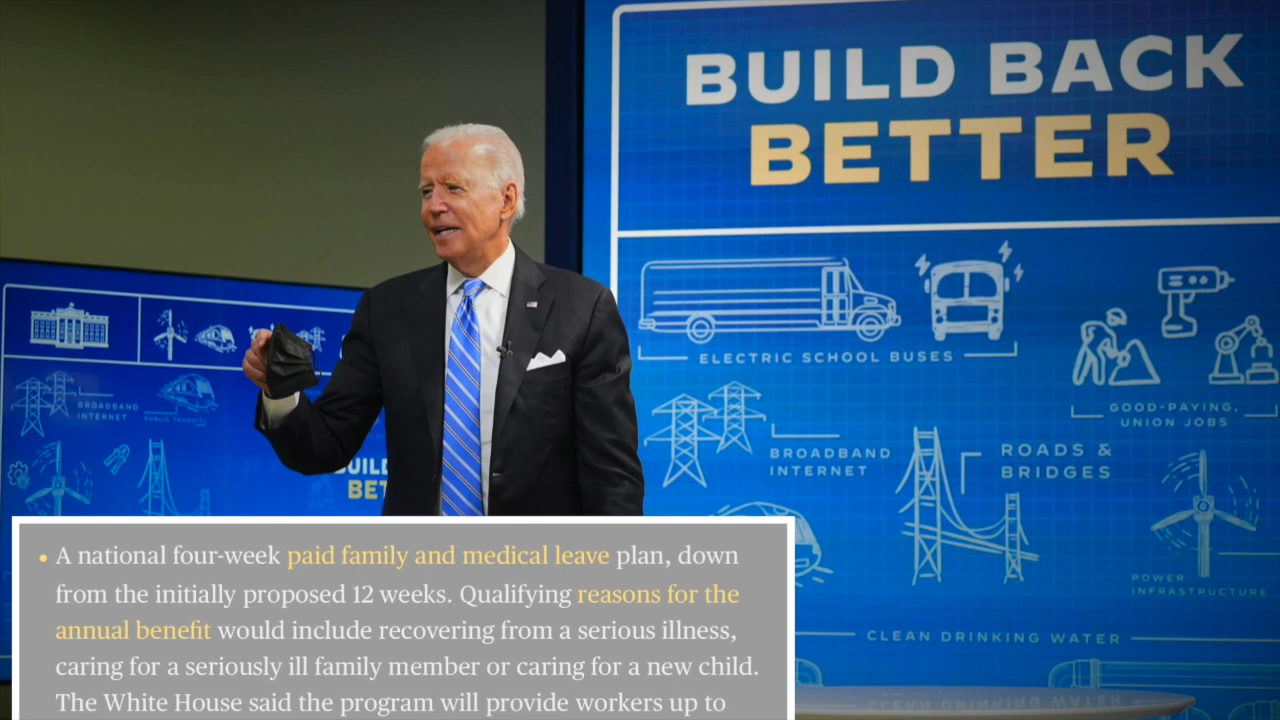 BUILD BACK
BETTER
ELECTRIC SCHOOL BUSES
GOOD-PAYING,
UNION JOBS
BROADBAND
INTERNET
ROADS &
BRIDGES
POWER
INFRASTRUCTURE
CLEAN DRINKING WATER
CLEAN DRINKING WATER
BROADBAND
INTERNET
PUBLIC TRANSIT
BUILD
BET
• A national four-week paid family and medical leave plan, down
from the initially proposed 12 weeks. Qualifying reasons for the
annual benefit would include recovering from a serious illness,
caring for a seriously ill family member or caring for a new child.
The White House said the program will provide workers up to